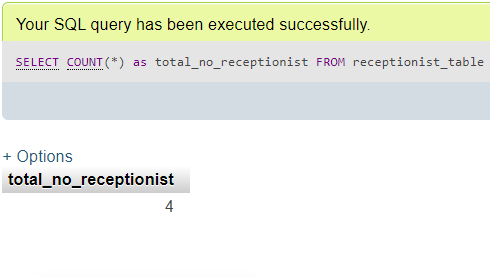 Your SQL query has been executed successfully.
SELECT COUNT(*) as total_no_receptionist FROM receptionist_table
+ Options
total_no_receptionist
4